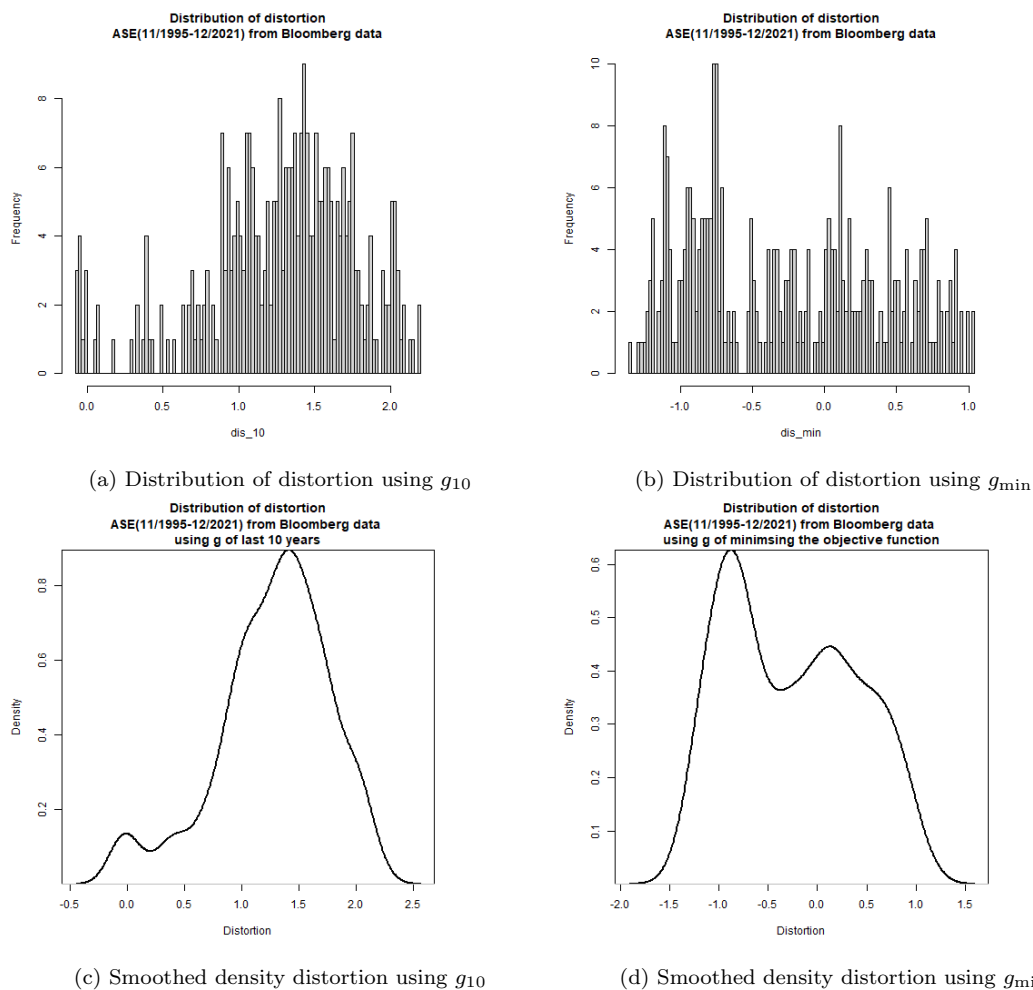 Distribution of distortion
ASE(11/1995-12/2021) from Bloomberg data
Frequency
0 2 4 6 8
0.0 0.5 1.0 1.5 2.0
dis_10
(a) Distribution of distortion using g10
Distribution of distortion
ASE(11/1995-12/2021) from Bloomberg data
Frequency
0 2 4 6 8 10
-1.0 -0.5 0.0 0.5 1.0
dis_min
(b) Distribution of distortion using gmin
Distribution of distortion
ASE(11/1995-12/2021) from Bloomberg data
using g of last 10 years
Density
0.2 0.4 0.6 0.8
-0.5 0.0 0.5 1.0 1.5 2.0 2.5
Distortion
(c) Smoothed density distortion using g10
Distribution of distortion
ASE(11/1995-12/2021) from Bloomberg data
using g of minimsing the objective function
Density
0.1 0.2 0.3 0.4 0.5 0.6
-2.0 -1.5 -1.0 -0.5 0.0 0.5 1.0 1.5
Distortion
(d) Smoothed density distortion using gmi